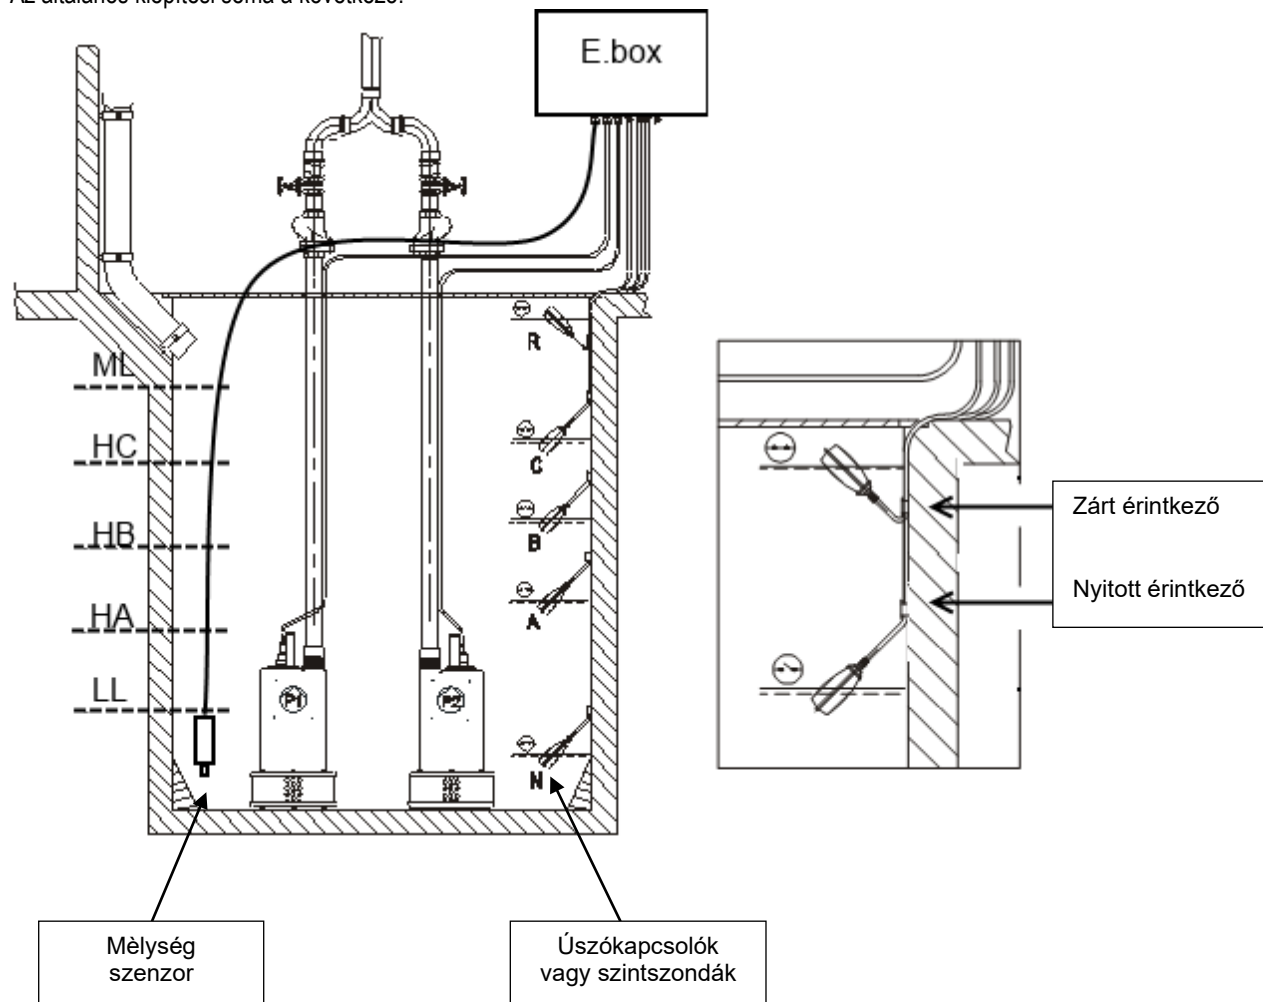 Az általános kiépítési séma a következő:
E.box
R
ML
HC
C
HB
B
HA
A
LL
P1
P2
N
Zárt érintkező
Nyitott érintkező
Mèlység
szenzor
Úszókapcsolók
vagy szintszondák